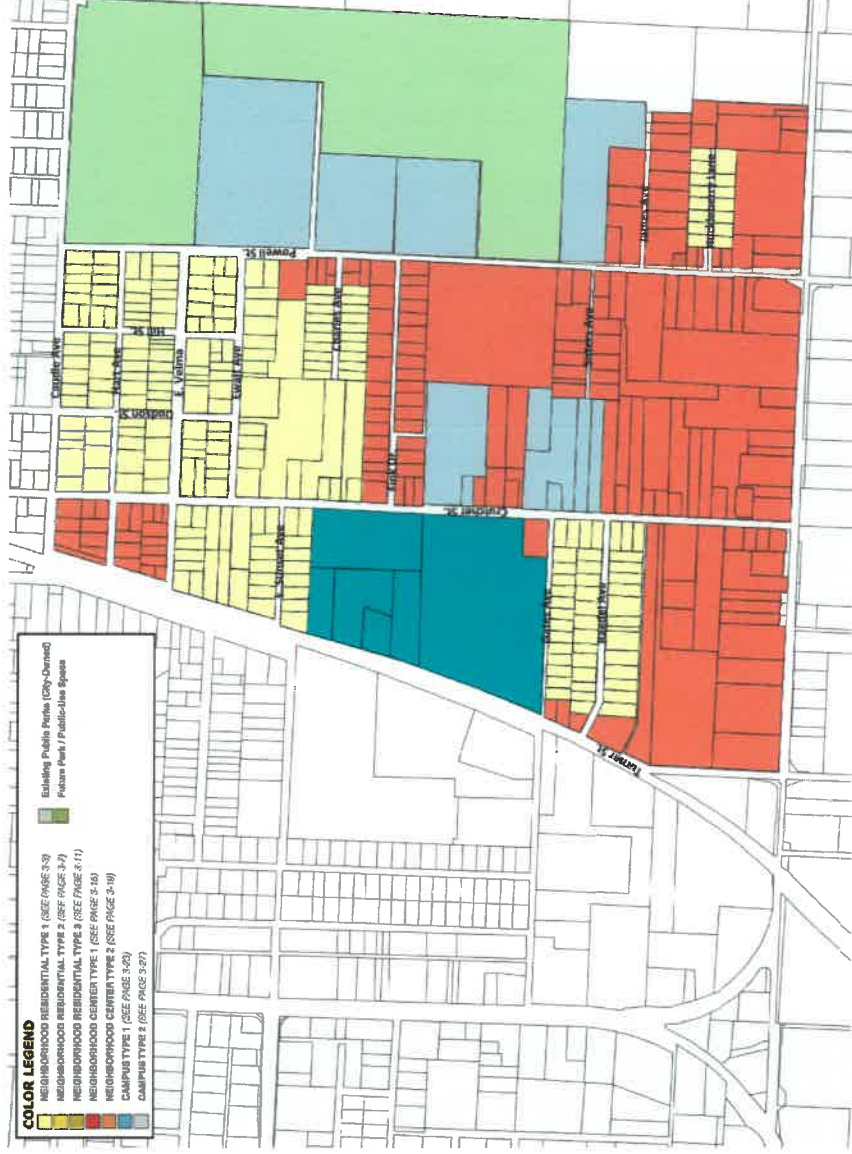 COLOR LEGEND
NEIGHBORHOOD RESIDENTIAL TYPE 1 (SEE PAGE 3-3)
NEIGHBORHOOD RESIDENTIAL TYPE 2 (SEE PAGE 3-7)
NEIGHBORHOOD RESIDENTIAL TYPE 3 (SEE PAGE 3-11)
NEIGHBORHOOD CENTER TYPE 1 (SEE PAGE 3-15)
NEIGHBORHOOD CENTER TYPE 2 (SEE PAGE 3-19)
CAMPUS TYPE 1 (SEE PAGE 3-23)
CAMPUS TYPE 2 (SEE PAGE 3-27)
Existing Public Parks (City-Owned)
Future Park / Public-Use Space
Caudle Ave
Hart Ave
E. Velma
Ewalt Ave
Hill St.
Dodson St
Powell St.
E. Sunset Ave
Crutcher St.
Turner St.
Huckleberry Lane